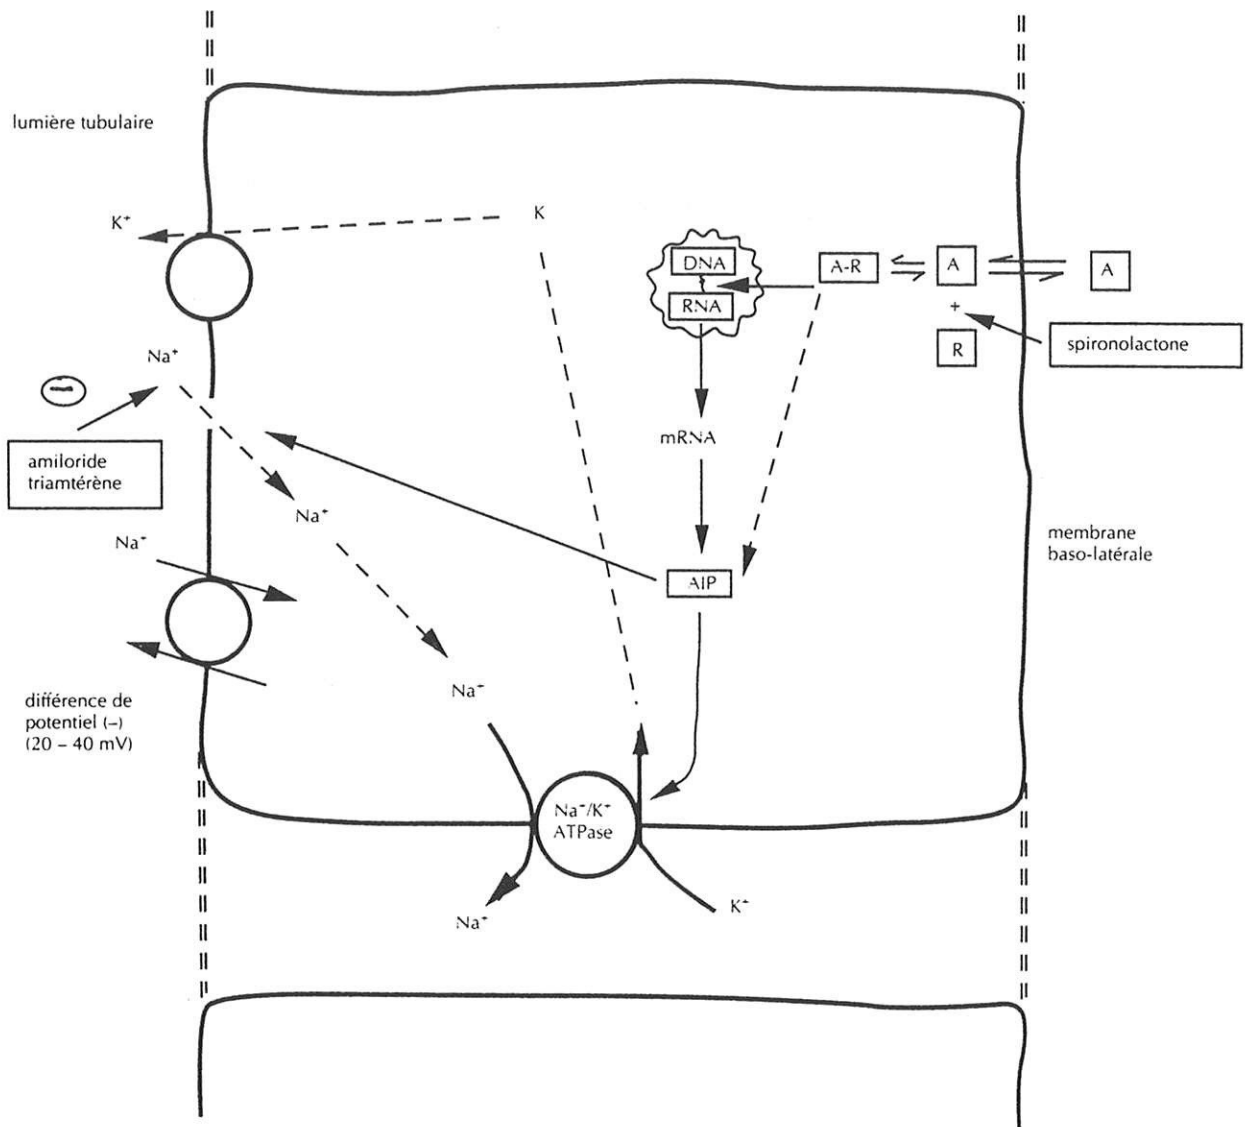 lumière tubulaire
K⁺
K
DNA
RNA
A-R
A
A
+
R
spironolactone
Na⁺
amiloride
triamtérène
mRNA
Na⁺
Na⁺
membrane
baso-latérale
AIP
Na⁺
différence de
potentiel (–)
(20 – 40 mV)
Na⁺/K⁺
ATPase
Na⁺
K⁺